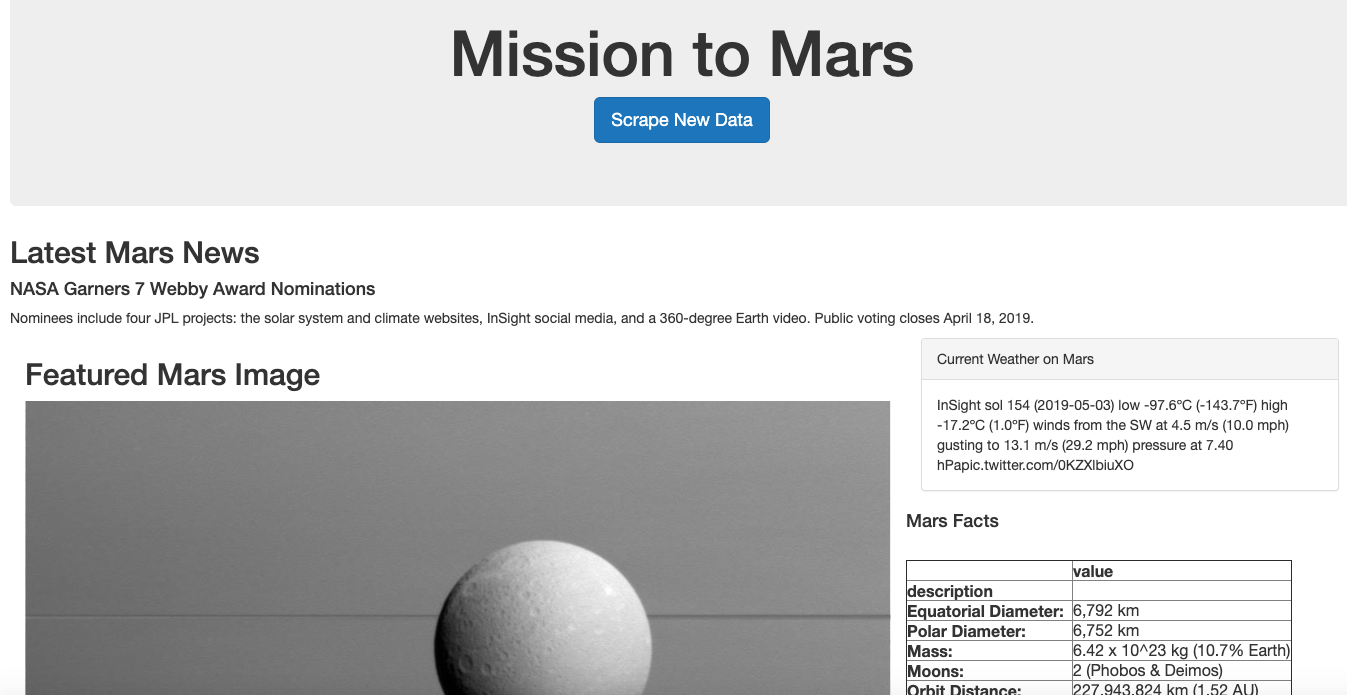 Mission to Mars
Scrape New Data
Latest Mars News
NASA Garners 7 Webby Award Nominations
Nominees include four JPL projects: the solar system and climate websites, InSight social media, and a 360-degree Earth video. Public voting closes April 18, 2019.
Featured Mars Image
Current Weather on Mars
InSight sol 154 (2019-05-03) low -97.6ºC (-143.7ºF) high
-17.2ºC (1.0ºF) winds from the SW at 4.5 m/s (10.0 mph)
gusting to 13.1 m/s (29.2 mph) pressure at 7.40
hPapic.twitter.com/0KZXlbiuXO
Mars Facts
value
description
Equatorial Diameter: 6,792 km
Polar Diameter: 6,752 km
Mass: 6.42 x 10^23 kg (10.7% Earth)
Moons: 2 (Phobos & Deimos)
Orbit Distance: 227,943,824 km (1.52 AU)